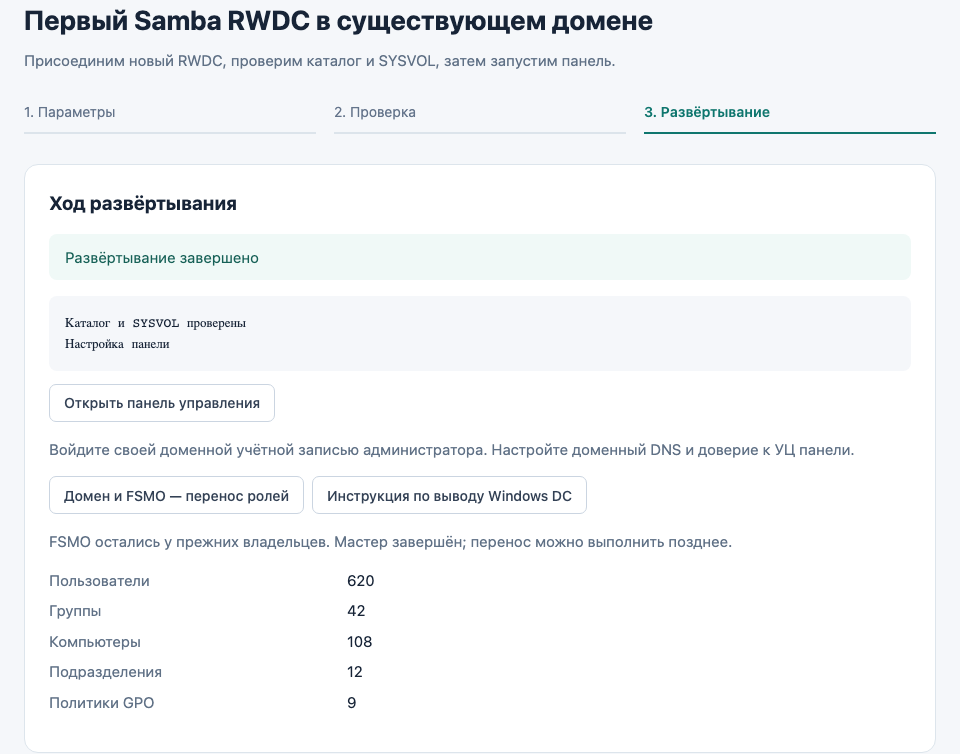 Первый Samba RWDC в существующем домене
Присоединим новый RWDC, проверим каталог и SYSVOL, затем запустим панель.
1. Параметры
2. Проверка
3. Развёртывание
Ход развёртывания
Развёртывание завершено
Каталог и SYSVOL проверены
Настройка панели
Открыть панель управления
Войдите своей доменной учётной записью администратора. Настройте доменный DNS и доверие к УЦ панели.
Домен и FSMO — перенос ролей
Инструкция по выводу Windows DC
FSMO остались у прежних владельцев. Мастер завершён; перенос можно выполнить позднее.
Пользователи 620
Группы 42
Компьютеры 108
Подразделения 12
Политики GPO 9